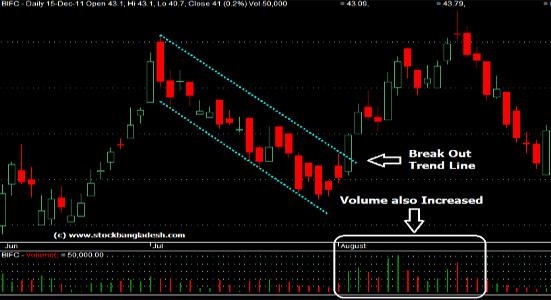 BIFC - Daily 15-Dec-11 Open 43.1, Hi 43.1, Lo 40.7, Close 41 (0.2%) Vol 50,000 = 43.09, = 43.79,
Break Out
Trend Line
Volume also Increased
(c) www.stockbangladesh.com
Jun Jul August
BIFC - Volume( = 50,000.00